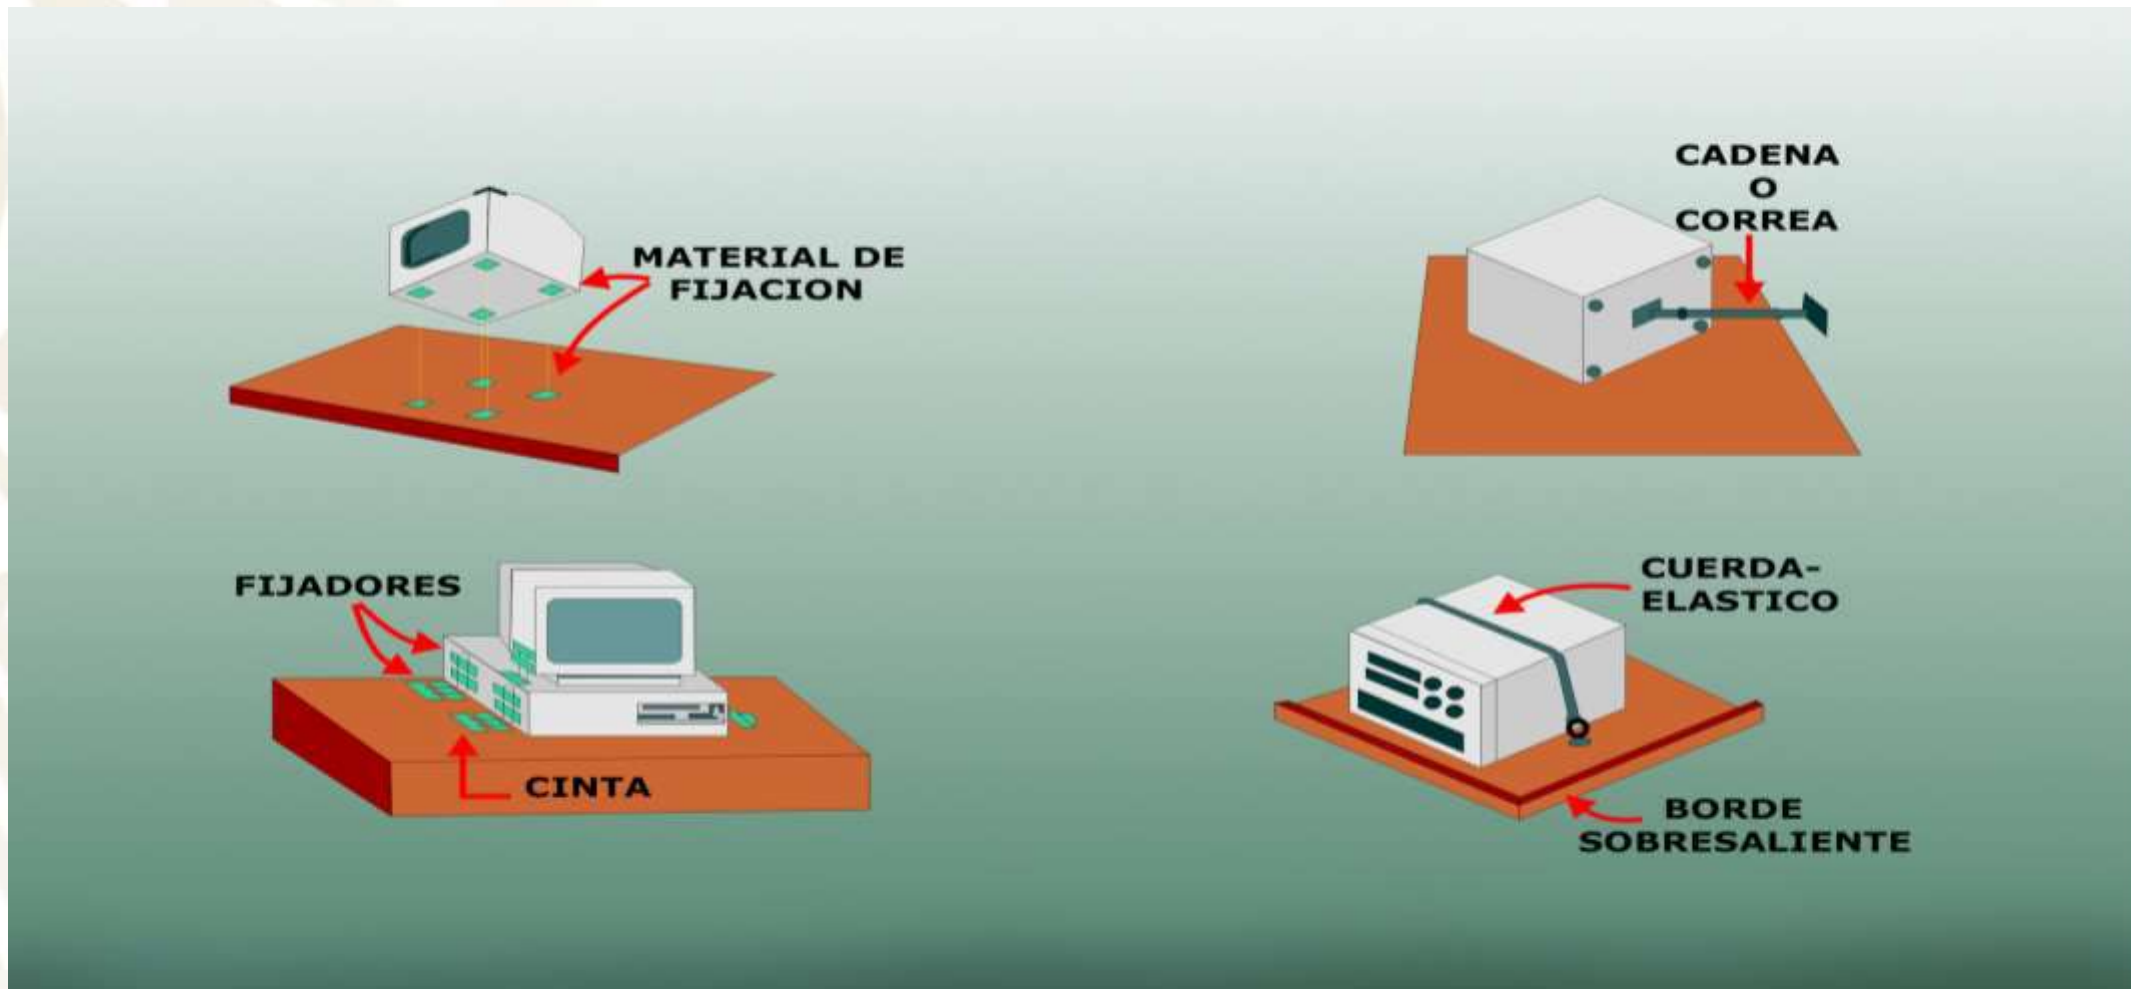 MATERIAL DE
FIJACION
CADENA
O
CORREA
FIJADORES
CINTA
CUERDA-
ELASTICO
BORDE
SOBRESALIENTE